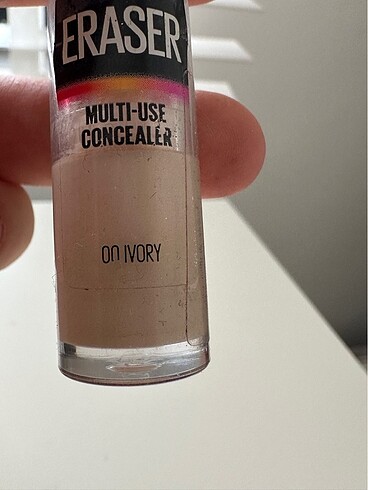 ERASER
MULTI-USE
CONCEALER
00 IVORY